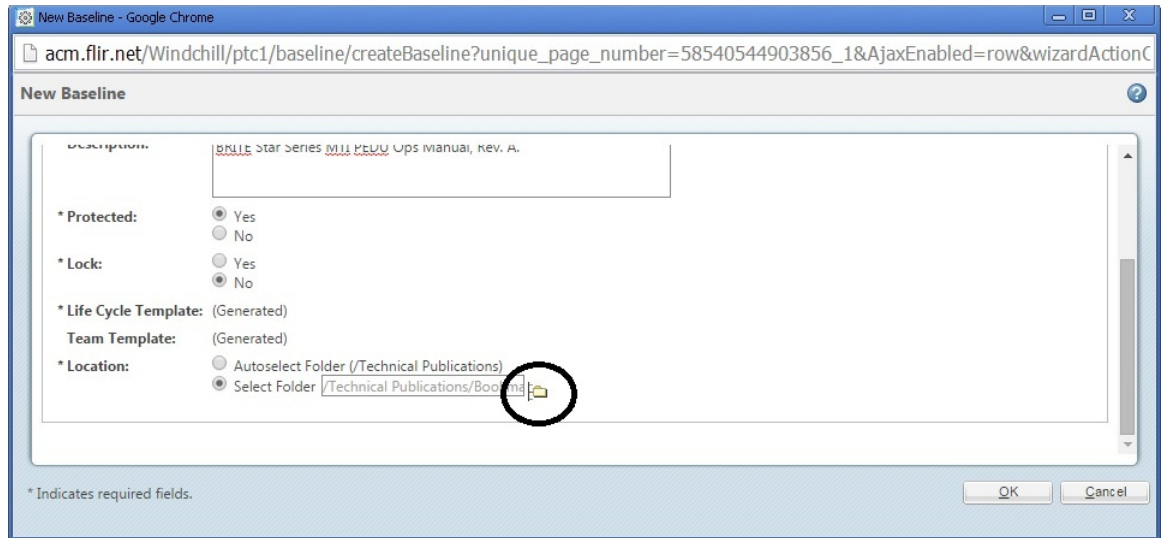 New Baseline - Google Chrome
acm.flir.net/Windchill/ptc1/baseline/createBaseline?unique_page_number=58540544903856_1&AjaxEnabled=row&wizardActionC
New Baseline
Description: BRITE Star Series MTI PEDU Ops Manual, Rev. A.
* Protected: Yes
No
* Lock: Yes
No
* Life Cycle Template: (Generated)
Team Template: (Generated)
* Location: Autoselect Folder (/Technical Publications)
Select Folder /Technical Publications/Bookma
* Indicates required fields.
OK Cancel